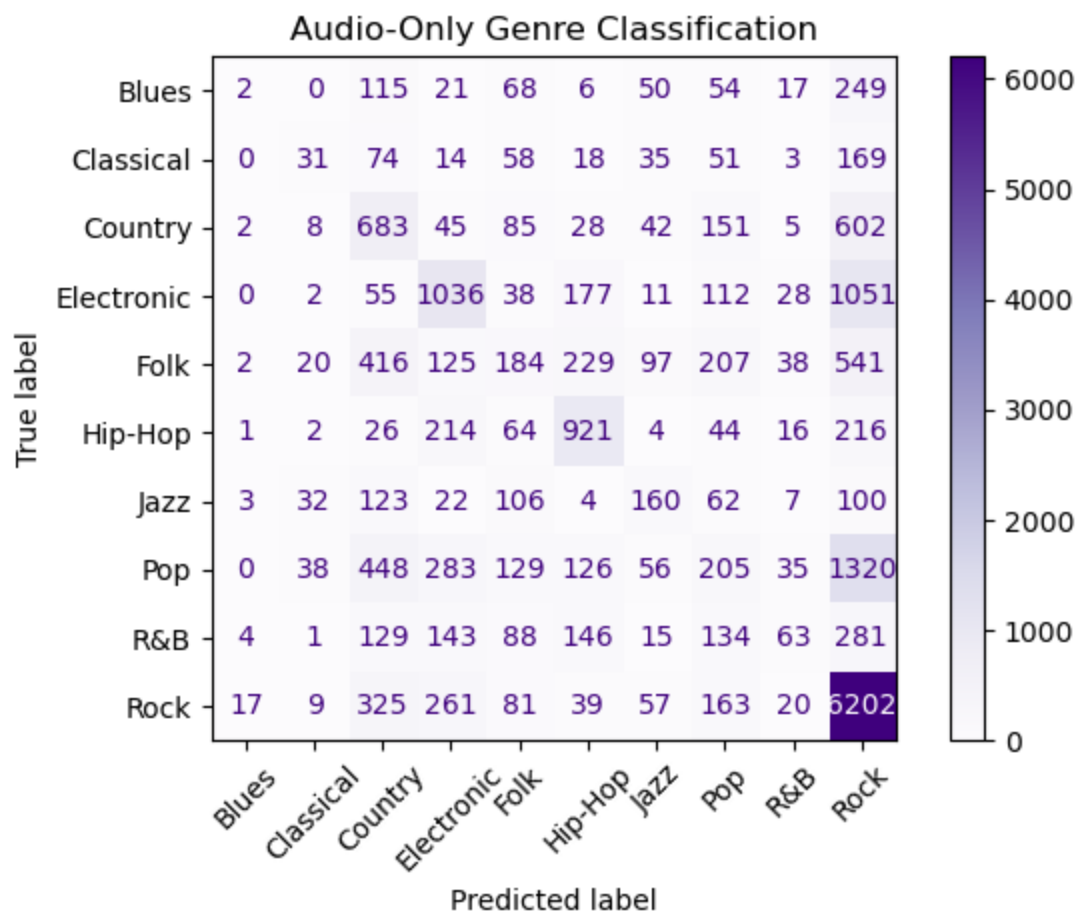 Audio-Only Genre Classification
Blues 2 0 115 21 68 6 50 54 17 249
Classical 0 31 74 14 58 18 35 51 3 169
Country 2 8 683 45 85 28 42 151 5 602
Electronic 0 2 55 1036 38 177 11 112 28 1051
Folk 2 20 416 125 184 229 97 207 38 541
Hip-Hop 1 2 26 214 64 921 4 44 16 216
Jazz 3 32 123 22 106 4 160 62 7 100
Pop 0 38 448 283 129 126 56 205 35 1320
R&B 4 1 129 143 88 146 15 134 63 281
Rock 17 9 325 261 81 39 57 163 20 6202
True label
Blues Classical Country Electronic Folk Hip-Hop Jazz Pop R&B Rock
Predicted label
6000
5000
4000
3000
2000
1000
0